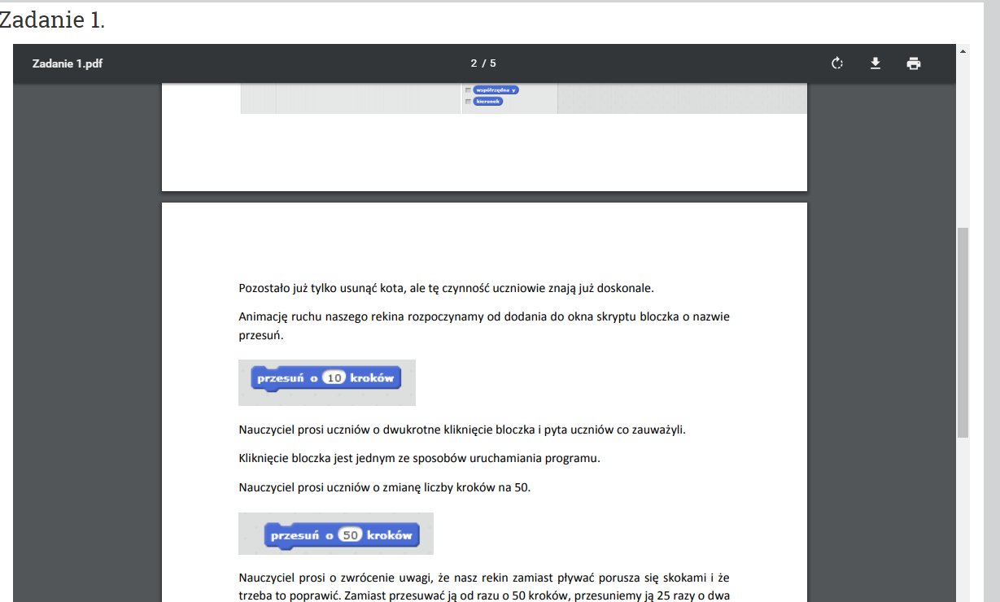 Zadanie 1.
Zadanie 1.pdf
2 / 5
współrzędna y
kierunek
Pozostało już tylko usunąć kota, ale tę czynność uczniowie znają już doskonale.
Animację ruchu naszego rekina rozpoczynamy od dodania do okna skryptu bloczka o nazwie
przesuń.
przesuń o 10 kroków
Nauczyciel prosi uczniów o dwukrotne kliknięcie bloczka i pyta uczniów co zauważyli.
Kliknięcie bloczka jest jednym ze sposobów uruchamiania programu.
Nauczyciel prosi uczniów o zmianę liczby kroków na 50.
przesuń o 50 kroków
Nauczyciel prosi o zwrócenie uwagi, że nasz rekin zamiast pływać porusza się skokami i że
trzeba to poprawić. Zamiast przesuwać ją od razu o 50 kroków, przesuniemy ją 25 razy o dwa